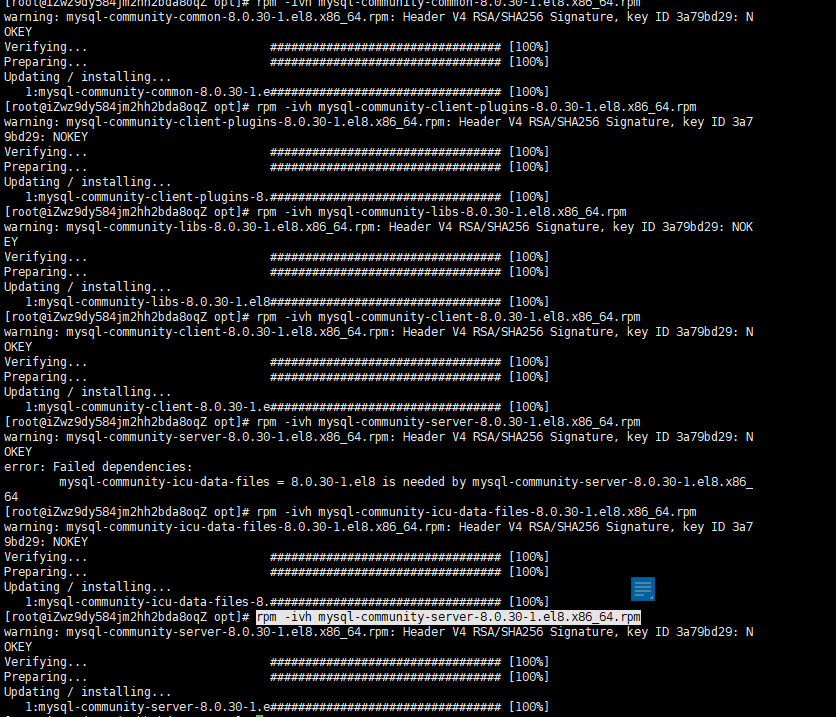 [root@iZwz9dy584jm2hh2bda8oqZ opt]# rpm -ivh mysql-community-common-8.0.30-1.el8.x86_64.rpm
warning: mysql-community-common-8.0.30-1.el8.x86_64.rpm: Header V4 RSA/SHA256 Signature, key ID 3a79bd29: N
OKEY
Verifying... ################################# [100%]
Preparing... ################################# [100%]
Updating / installing...
1:mysql-community-common-8.0.30-1.e################################# [100%]
[root@iZwz9dy584jm2hh2bda8oqZ opt]# rpm -ivh mysql-community-client-plugins-8.0.30-1.el8.x86_64.rpm
warning: mysql-community-client-plugins-8.0.30-1.el8.x86_64.rpm: Header V4 RSA/SHA256 Signature, key ID 3a7
9bd29: NOKEY
Verifying... ################################# [100%]
Preparing... ################################# [100%]
Updating / installing...
1:mysql-community-client-plugins-8.################################# [100%]
[root@iZwz9dy584jm2hh2bda8oqZ opt]# rpm -ivh mysql-community-libs-8.0.30-1.el8.x86_64.rpm
warning: mysql-community-libs-8.0.30-1.el8.x86_64.rpm: Header V4 RSA/SHA256 Signature, key ID 3a79bd29: NOK
EY
Verifying... ################################# [100%]
Preparing... ################################# [100%]
Updating / installing...
1:mysql-community-libs-8.0.30-1.el8################################# [100%]
[root@iZwz9dy584jm2hh2bda8oqZ opt]# rpm -ivh mysql-community-client-8.0.30-1.el8.x86_64.rpm
warning: mysql-community-client-8.0.30-1.el8.x86_64.rpm: Header V4 RSA/SHA256 Signature, key ID 3a79bd29: N
OKEY
Verifying... ################################# [100%]
Preparing... ################################# [100%]
Updating / installing...
1:mysql-community-client-8.0.30-1.e################################# [100%]
[root@iZwz9dy584jm2hh2bda8oqZ opt]# rpm -ivh mysql-community-server-8.0.30-1.el8.x86_64.rpm
warning: mysql-community-server-8.0.30-1.el8.x86_64.rpm: Header V4 RSA/SHA256 Signature, key ID 3a79bd29: N
OKEY
error: Failed dependencies:
mysql-community-icu-data-files = 8.0.30-1.el8 is needed by mysql-community-server-8.0.30-1.el8.x86_
64
[root@iZwz9dy584jm2hh2bda8oqZ opt]# rpm -ivh mysql-community-icu-data-files-8.0.30-1.el8.x86_64.rpm
warning: mysql-community-icu-data-files-8.0.30-1.el8.x86_64.rpm: Header V4 RSA/SHA256 Signature, key ID 3a7
9bd29: NOKEY
Verifying... ################################# [100%]
Preparing... ################################# [100%]
Updating / installing...
1:mysql-community-icu-data-files-8.################################# [100%]
[root@iZwz9dy584jm2hh2bda8oqZ opt]# rpm -ivh mysql-community-server-8.0.30-1.el8.x86_64.rpm
warning: mysql-community-server-8.0.30-1.el8.x86_64.rpm: Header V4 RSA/SHA256 Signature, key ID 3a79bd29: N
OKEY
Verifying... ################################# [100%]
Preparing... ################################# [100%]
Updating / installing...
1:mysql-community-server-8.0.30-1.e################################# [100%]